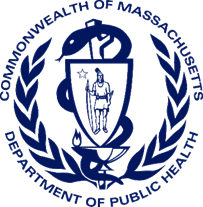 COMMONWEALTH OF MASSACHUSETTS
DEPARTMENT OF PUBLIC HEALTH